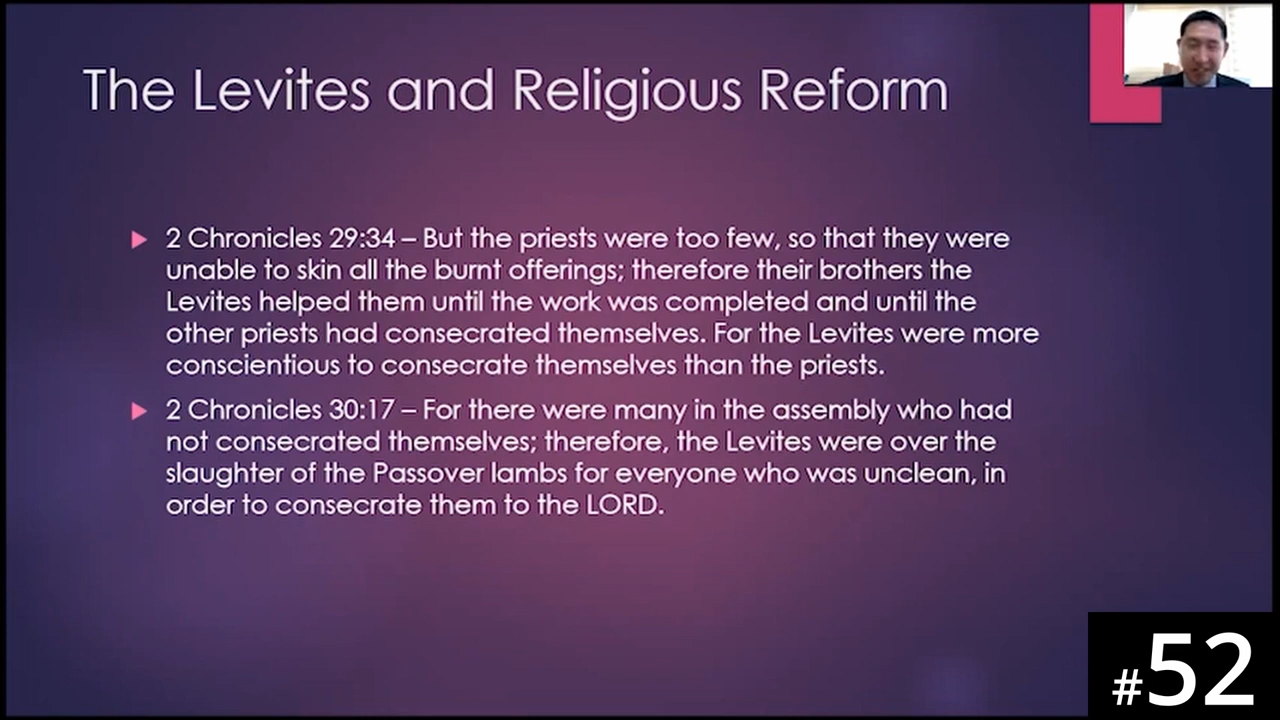 The Levites and Religious Reform
2 Chronicles 29:34 – But the priests were too few, so that they were
unable to skin all the burnt offerings; therefore their brothers the
Levites helped them until the work was completed and until the
other priests had consecrated themselves. For the Levites were more
conscientious to consecrate themselves than the priests.
2 Chronicles 30:17 – For there were many in the assembly who had
not consecrated themselves; therefore, the Levites were over the
slaughter of the Passover lambs for everyone who was unclean, in
order to consecrate them to the LORD.
#52